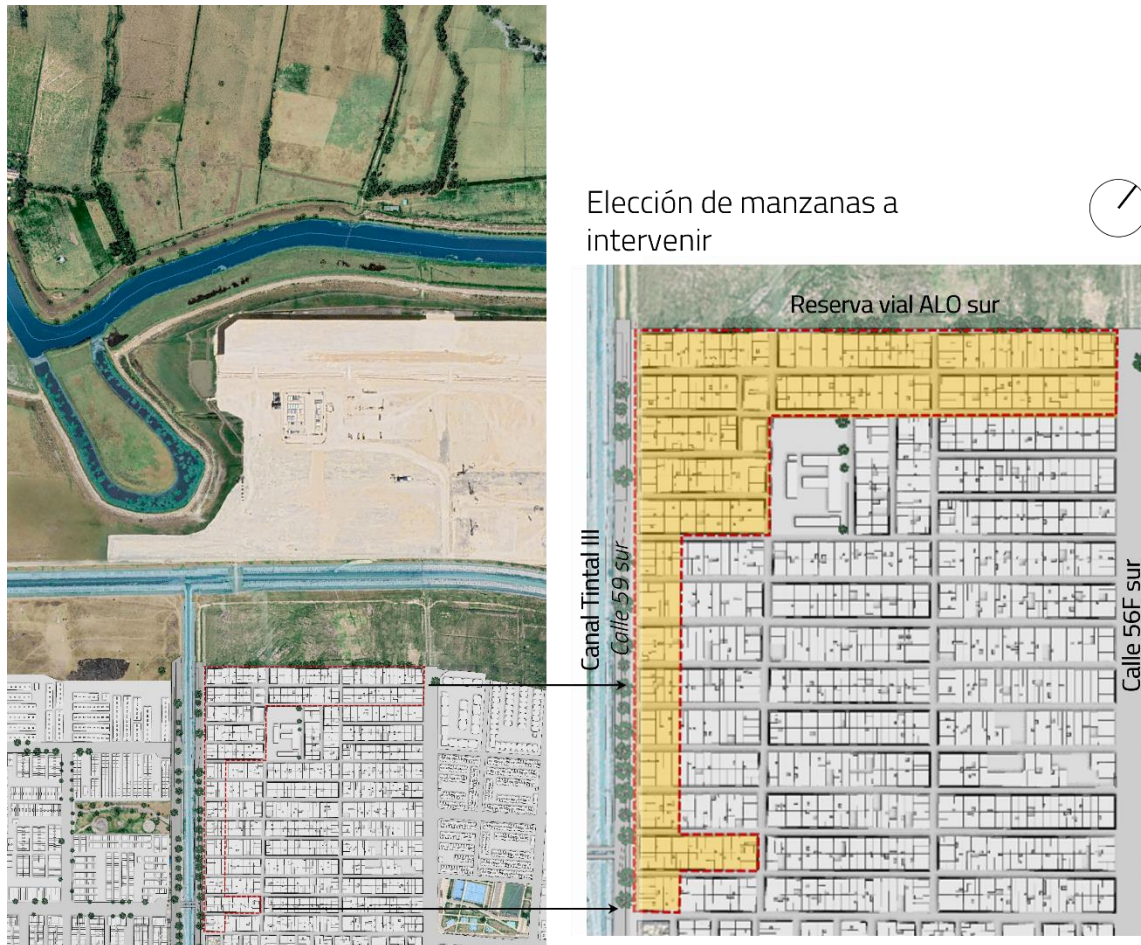 Elección de manzanas a
intervenir
Reserva vial ALO sur
Canal Tintal III
Calle 59 sur
Calle 56F sur